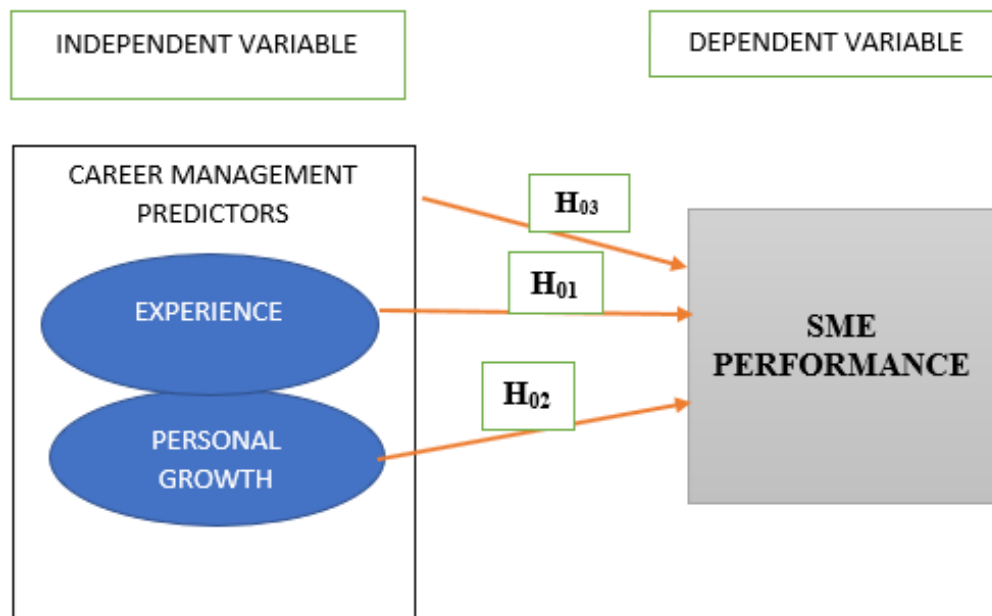 INDEPENDENT VARIABLE
DEPENDENT VARIABLE
CAREER MANAGEMENT
PREDICTORS
H03
EXPERIENCE
H01
SME
PERFORMANCE
H02
PERSONAL
GROWTH